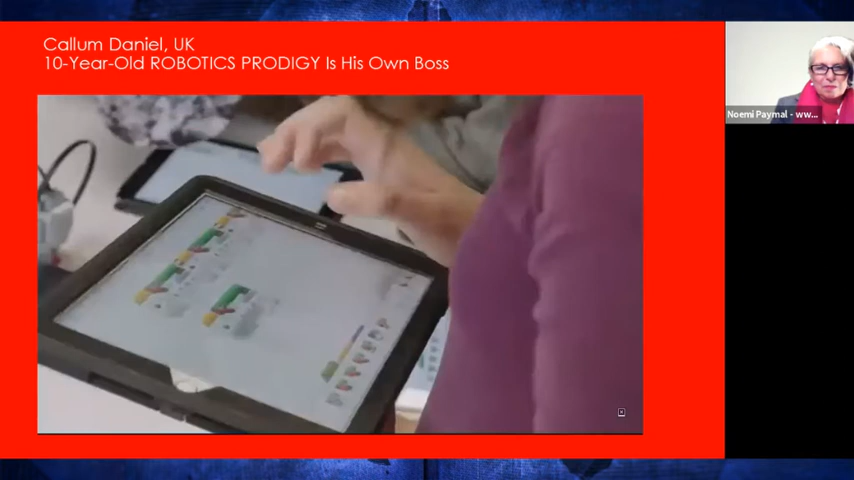 Callum Daniel, UK
10-Year-Old ROBOTICS PRODIGY Is His Own Boss
Noemi Paymal - ww...